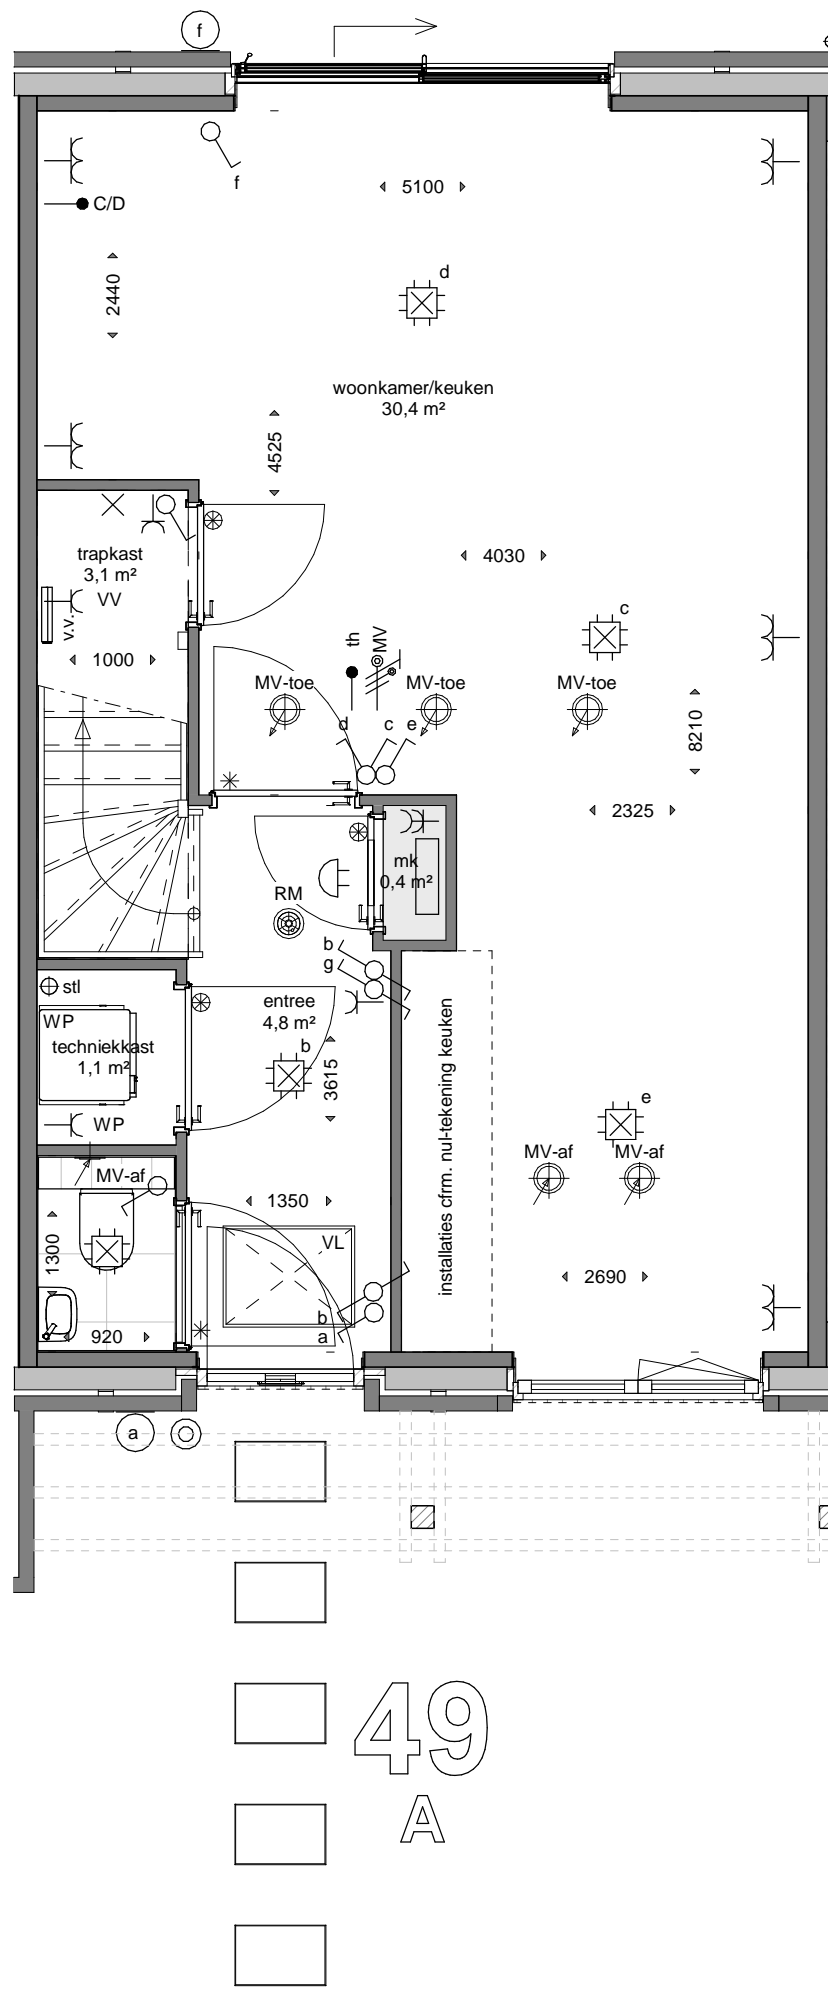 f
f
5100
C/D
2440
d
woonkamer/keuken
30,4 m²
4525
trapkast
3,1 m²
VV
v.v.
4030
c
1000
th
MV
MV-toe
MV-toe
MV-toe
8210
d
c
e
2325
mk
0,4 m²
RM
b
g
stl
entree
4,8 m²
WP
techniekkast
1,1 m²
b
3615
installaties cfrm. nul-tekening keuken
e
WP
MV-af
MV-af
MV-af
1350
1300
VL
2690
b
a
920
a
49
A